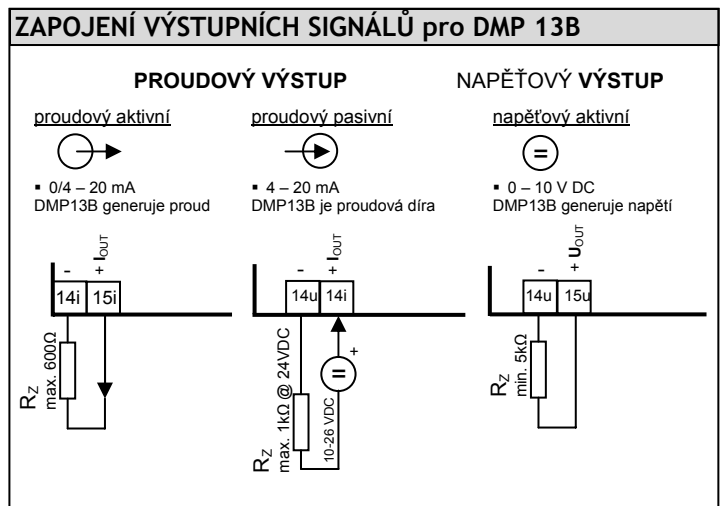 ZAPOJENÍ VÝSTUPNÍCH SIGNÁLŮ pro DMP 13B
PROUDOVÝ VÝSTUP
NAPĚŤOVÝ VÝSTUP
proudový aktivní
▪ 0/4 – 20 mA
DMP13B generuje proud
- + IOUT
14i 15i
RZ
max. 600Ω
proudový pasivní
▪ 4 – 20 mA
DMP13B je proudová díra
- + IOUT
14u 14i
RZ
max. 1kΩ @ 24VDC
10-26 VDC
= +
napěťový aktivní
=
▪ 0 – 10 V DC
DMP13B generuje napětí
- + UOUT
14u 15u
RZ
min. 5kΩ